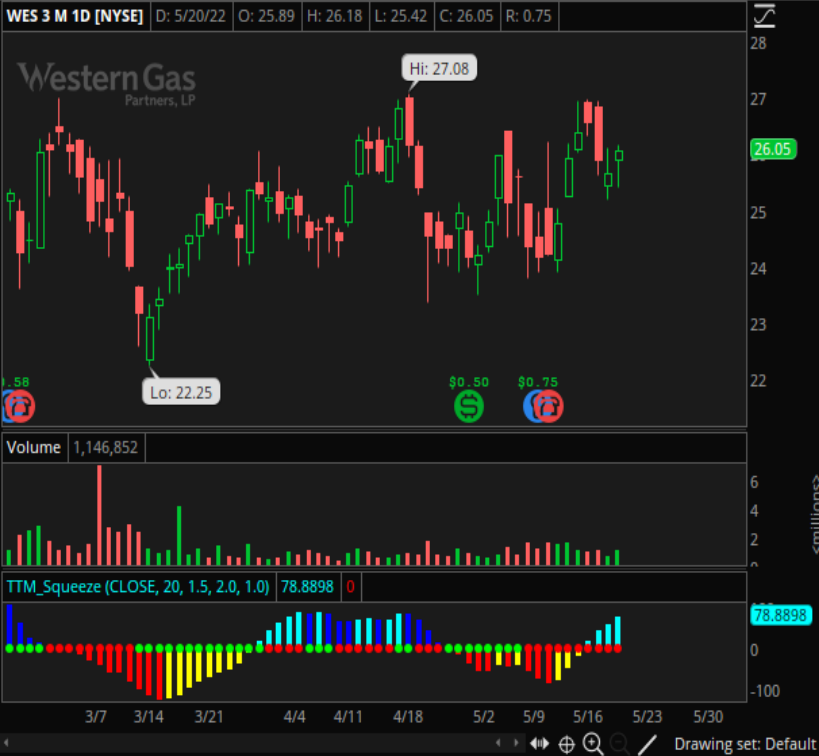 WES 3 M 1D [NYSE] D: 5/20/22 O: 25.89 H: 26.18 L: 25.42 C: 26.05 R: 0.75
28
Western Gas
Partners, LP
Hi: 27.08
27
26.05
25
24
23
22
Lo: 22.25
.58 $0.50 $0.75
Volume 1,146,852
6
4
2
0
<millions>
TTM_Squeeze (CLOSE, 20, 1.5, 2.0, 1.0) 78.8898 0
78.8898
0
-100
3/7 3/14 3/21 4/4 4/11 4/18 5/2 5/9 5/16 5/23 5/30
Drawing set: Default